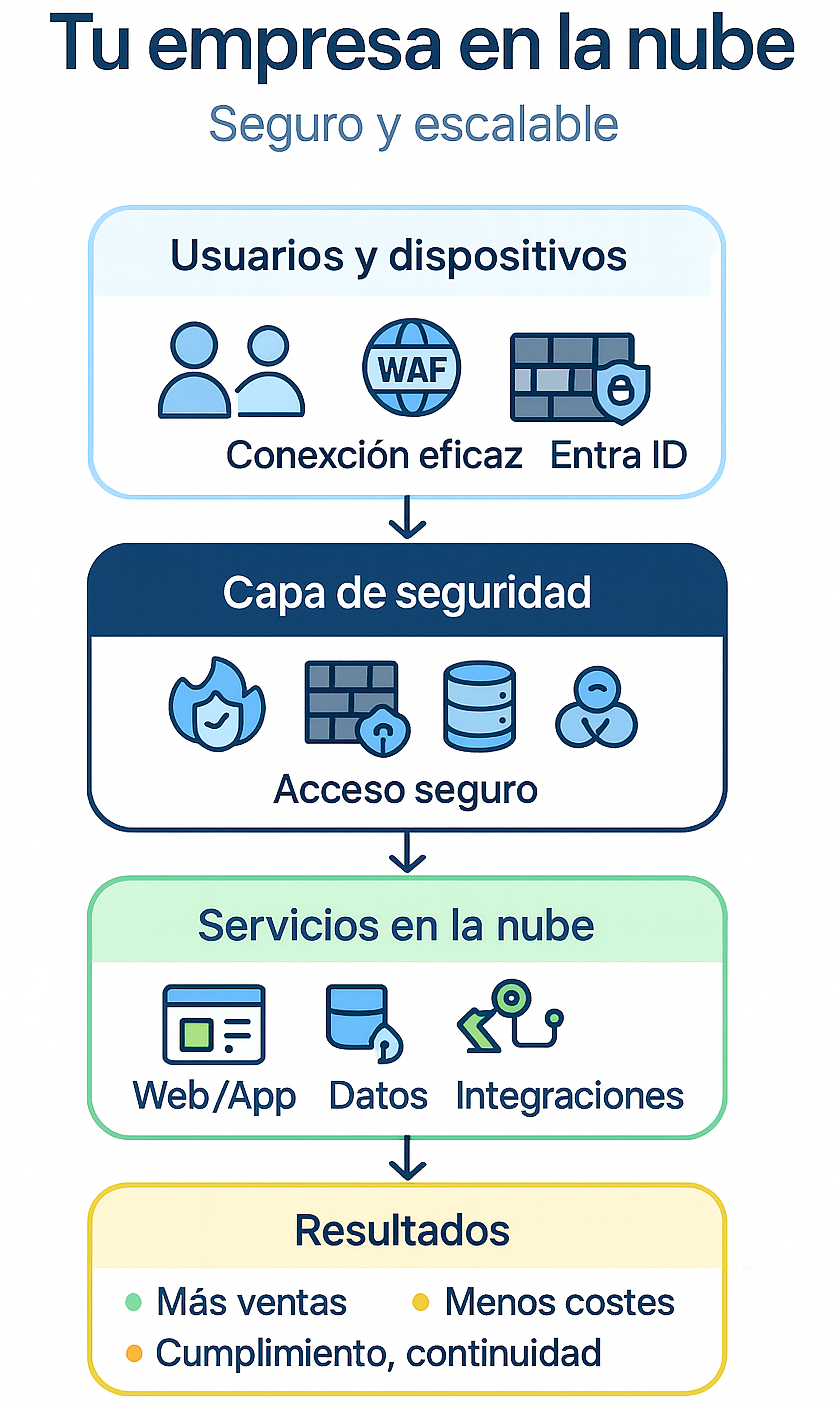 Tu empresa en la nube
Seguro y escalable
Usuarios y dispositivos
WAF
Conexción eficaz Entra ID
Capa de seguridad
Acceso seguro
Servicios en la nube
Web/App Datos Integraciones
Resultados
Más ventas Menos costes
Cumplimiento, continuidad